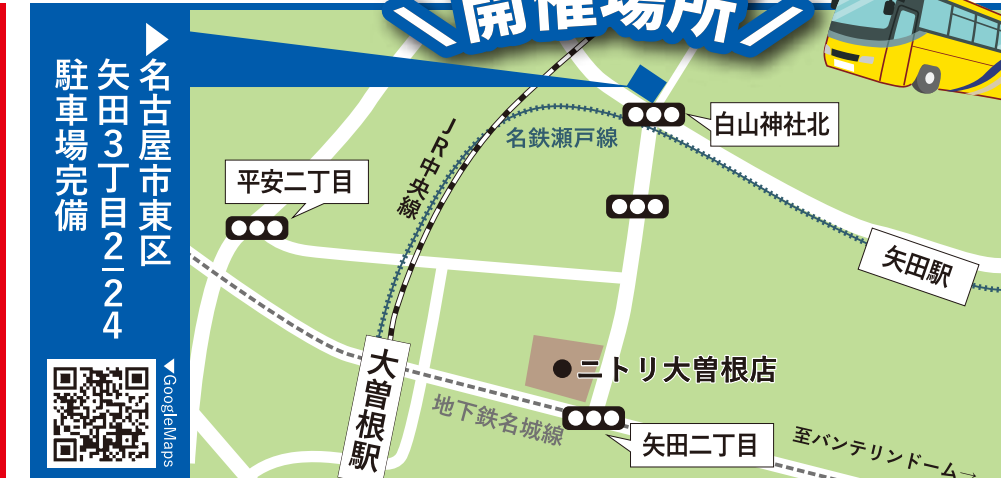 開催場所
▶名古屋市東区
矢田3丁目2−24
駐車場完備
▼GoogleMaps
JR中央線
名鉄瀬戸線
白山神社北
平安二丁目
矢田駅
大曽根駅
ニトリ大曽根店
地下鉄名城線
矢田二丁目
至バンテリンドーム→